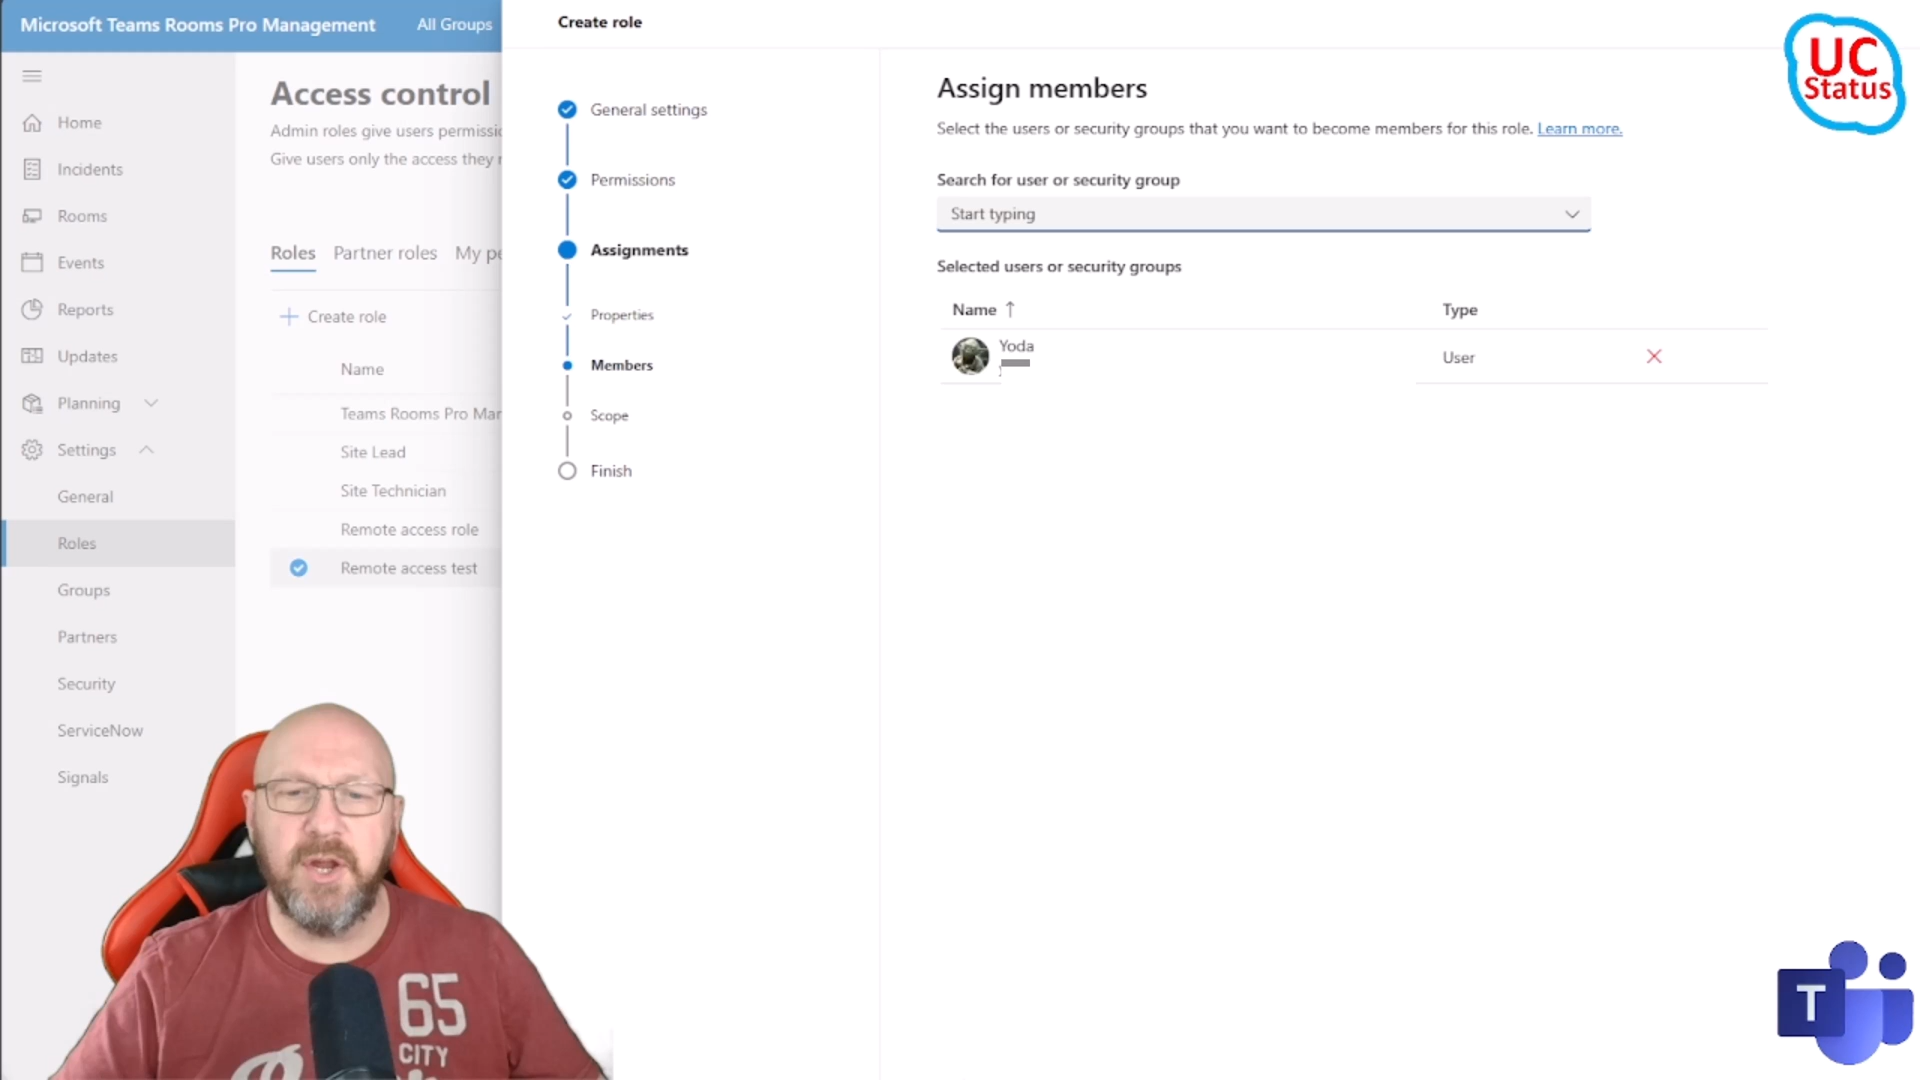 Microsoft Teams Rooms Pro Management
All Groups
Home
Incidents
Rooms
Events
Reports
Updates
Planning
Settings
General
Roles
Groups
Partners
Security
ServiceNow
Signals
Access control
Admin roles give users permissio
Give users only the access they
Roles
Partner roles
My pe
Create role
Name
Teams Rooms Pro Man
Site Lead
Site Technician
Remote access role
Remote access test
Create role
General settings
Permissions
Assignments
Properties
Members
Scope
Finish
Assign members
Select the users or security groups that you want to become members for this role. Learn more.
Search for user or security group
Start typing
Selected users or security groups
Name
Type
Yoda
User
UC
Status
65
CITY
T